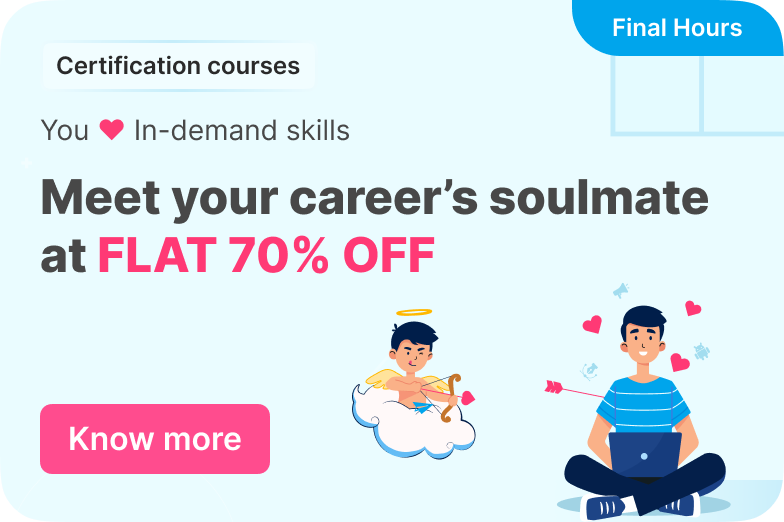 Final Hours
Certification courses
You ❤ In-demand skills
Meet your career’s soulmate
at FLAT 70% OFF
Know more